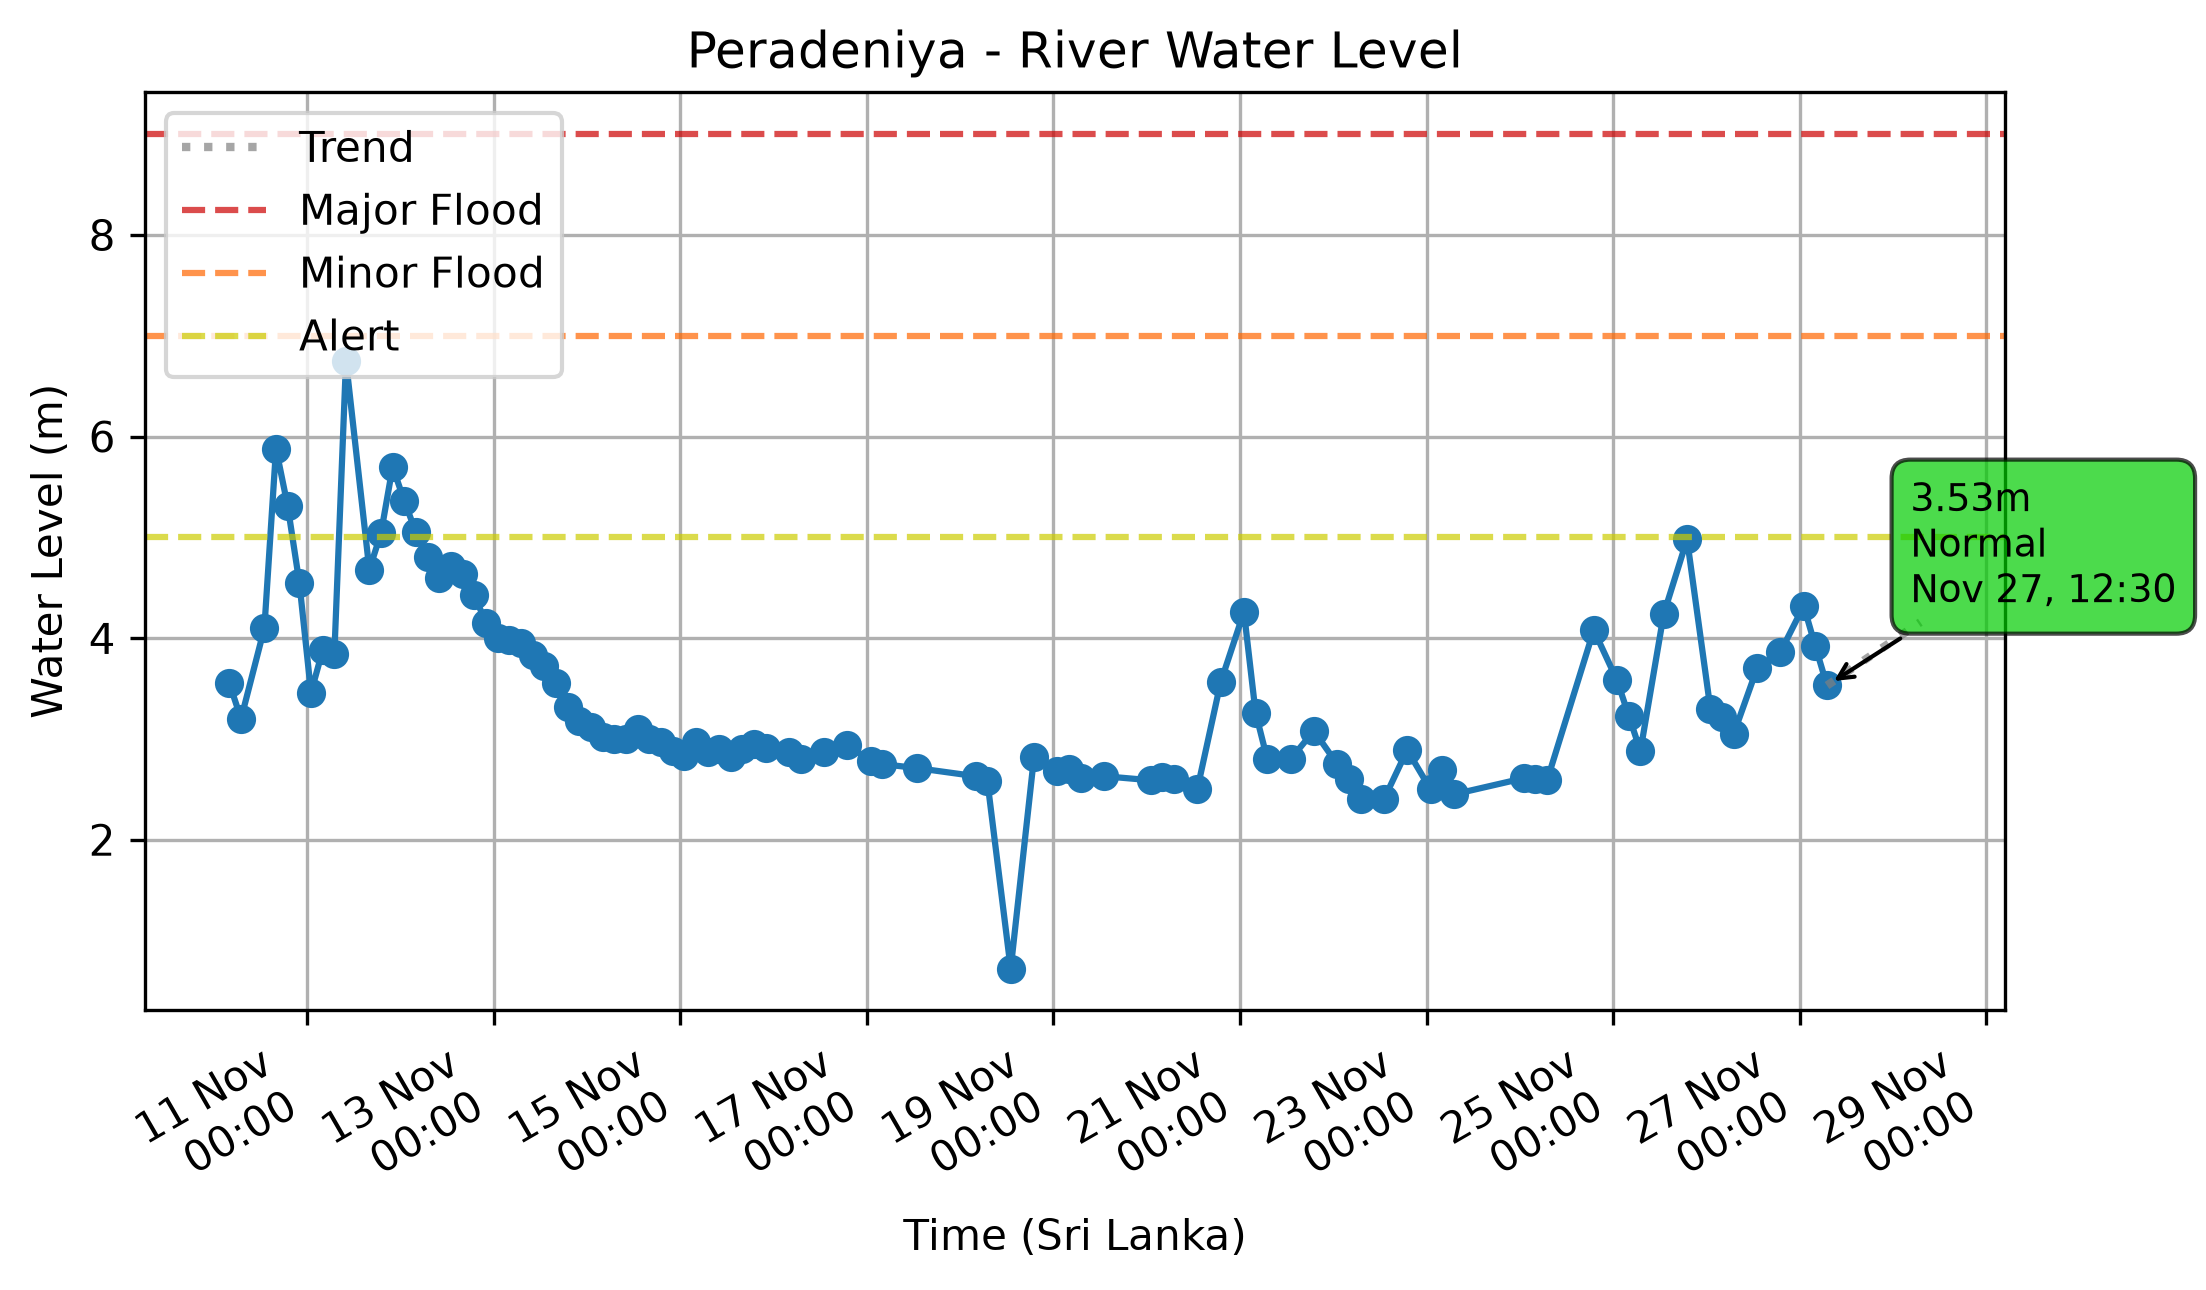 Peradeniya - River Water Level
Trend
Major Flood
Minor Flood
Alert
8
6
4
2
Water Level (m)
3.53m
Normal
Nov 27, 12:30
11 Nov
00:00
13 Nov
00:00
15 Nov
00:00
17 Nov
00:00
19 Nov
00:00
21 Nov
00:00
23 Nov
00:00
25 Nov
00:00
27 Nov
00:00
29 Nov
00:00
Time (Sri Lanka)